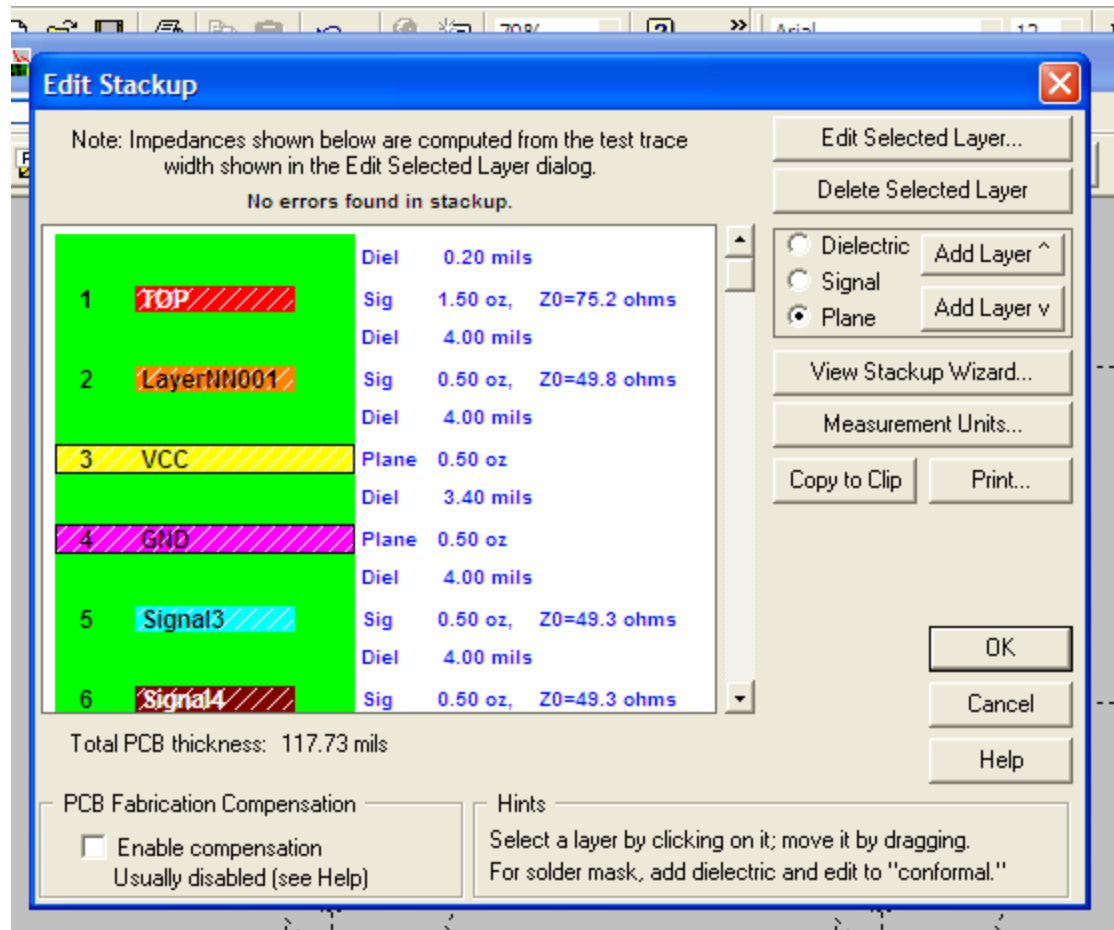 Edit Stackup
Note: Impedances shown below are computed from the test trace
width shown in the Edit Selected Layer dialog.
No errors found in stackup.
Diel 0.20 mils
1 TOP Sig 1.50 oz, Z0=75.2 ohms
Diel 4.00 mils
2 LayerNN001 Sig 0.50 oz, Z0=49.8 ohms
Diel 4.00 mils
3 VCC Plane 0.50 oz
Diel 3.40 mils
4 GND Plane 0.50 oz
Diel 4.00 mils
5 Signal3 Sig 0.50 oz, Z0=49.3 ohms
Diel 4.00 mils
6 Signal4 Sig 0.50 oz, Z0=49.3 ohms
Total PCB thickness: 117.73 mils
Edit Selected Layer...
Delete Selected Layer
Dielectric
Signal
Plane
Add Layer ^
Add Layer v
View Stackup Wizard...
Measurement Units...
Copy to Clip
Print...
OK
Cancel
Help
PCB Fabrication Compensation
Enable compensation
Usually disabled (see Help)
Hints
Select a layer by clicking on it; move it by dragging.
For solder mask, add dielectric and edit to "conformal."